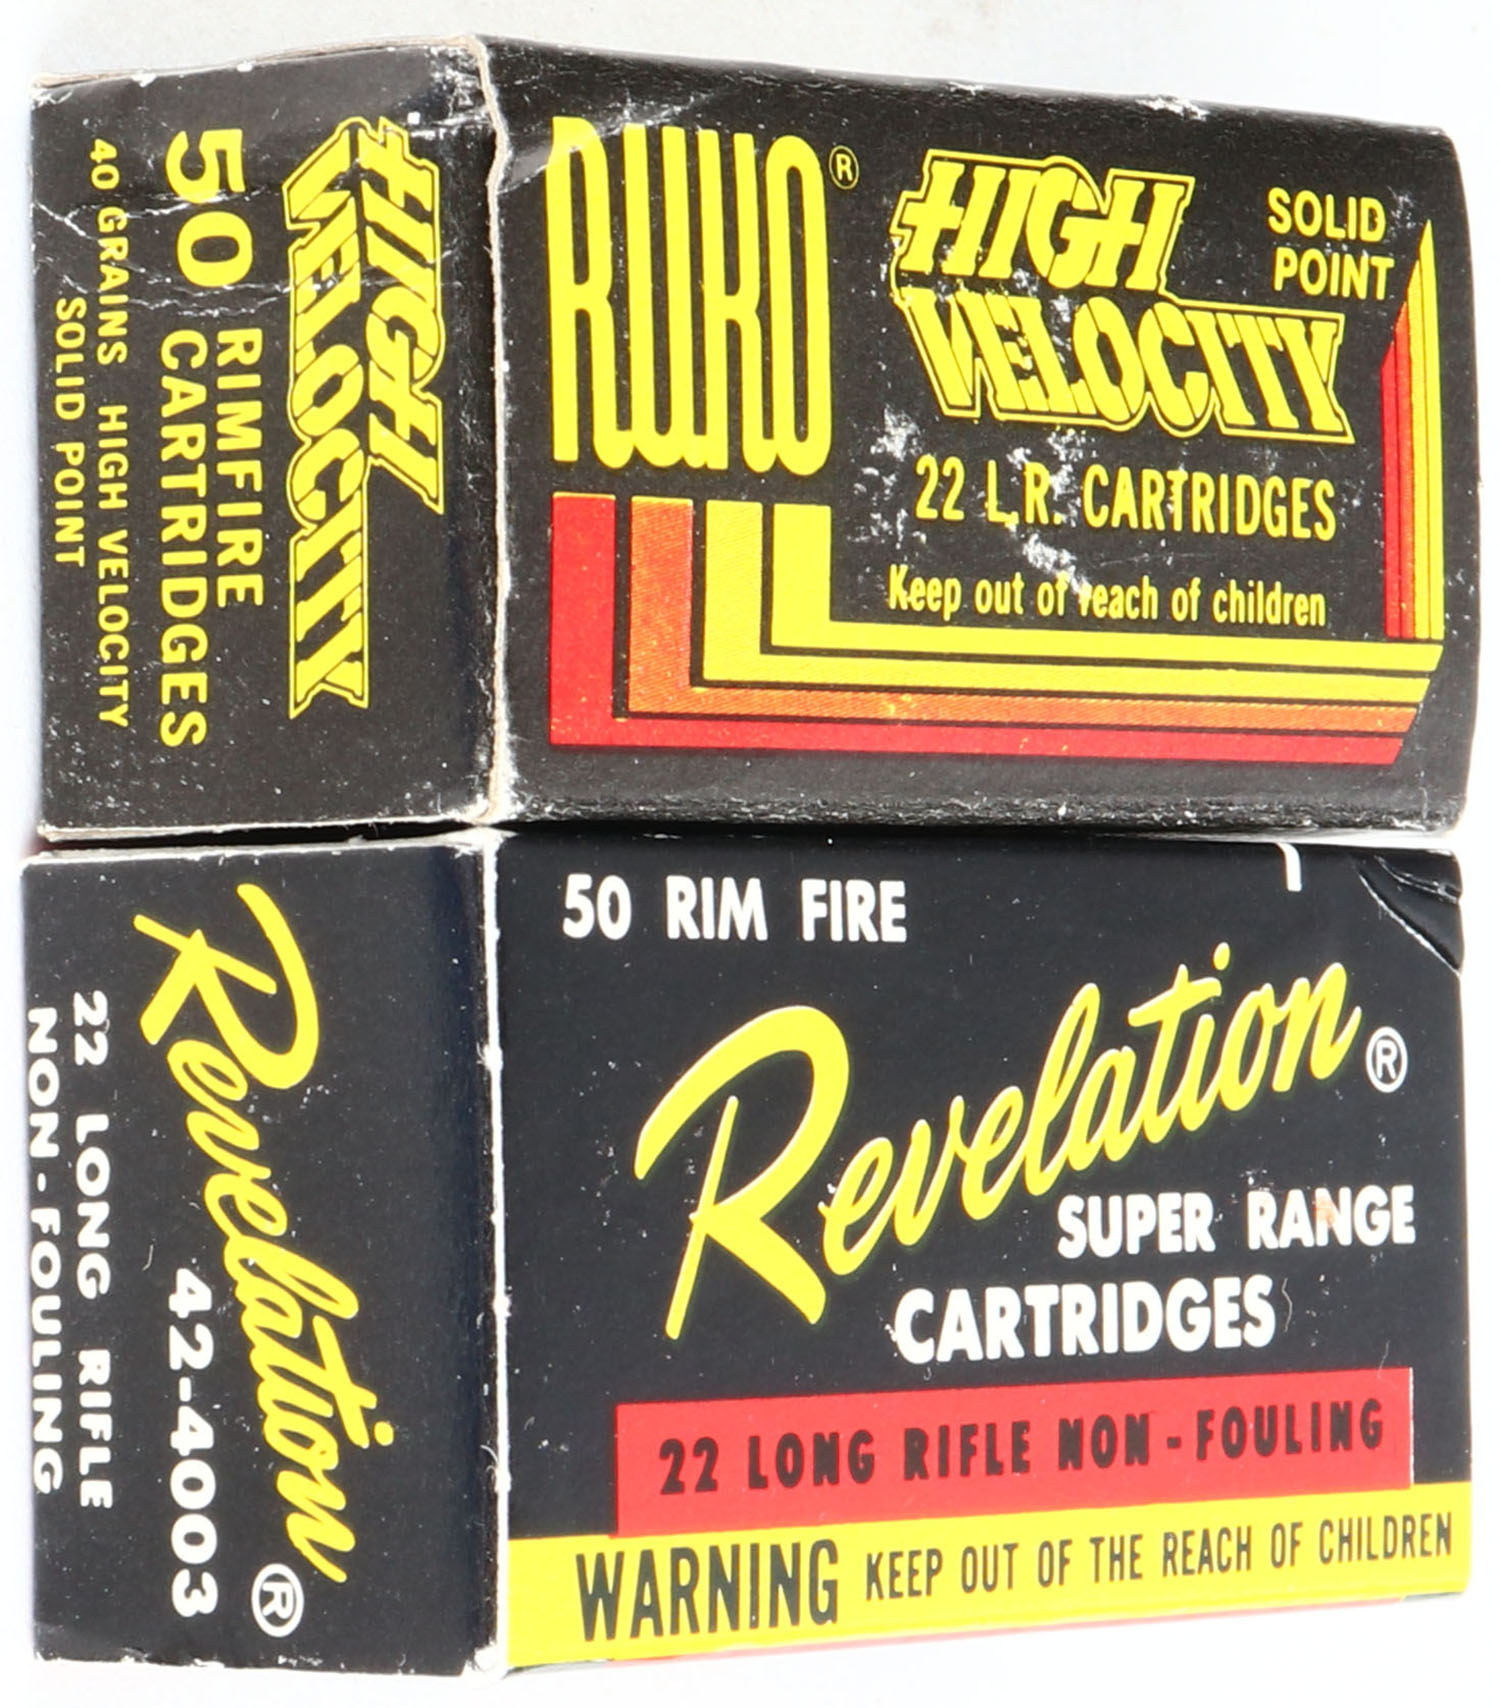 HIGH
VELOCITY
50 RIMFIRE
CARTRIDGES
40 GRAINS HIGH VELOCITY
SOLID POINT
RUKO®
HIGH
VELOCITY
SOLID
POINT
22 L.R. CARTRIDGES
Keep out of reach of children
Revelation®
42-4003
22 LONG RIFLE
NON-FOULING
50 RIM FIRE
Revelation®
SUPER RANGE
CARTRIDGES
22 LONG RIFLE NON-FOULING
WARNING KEEP OUT OF THE REACH OF CHILDREN